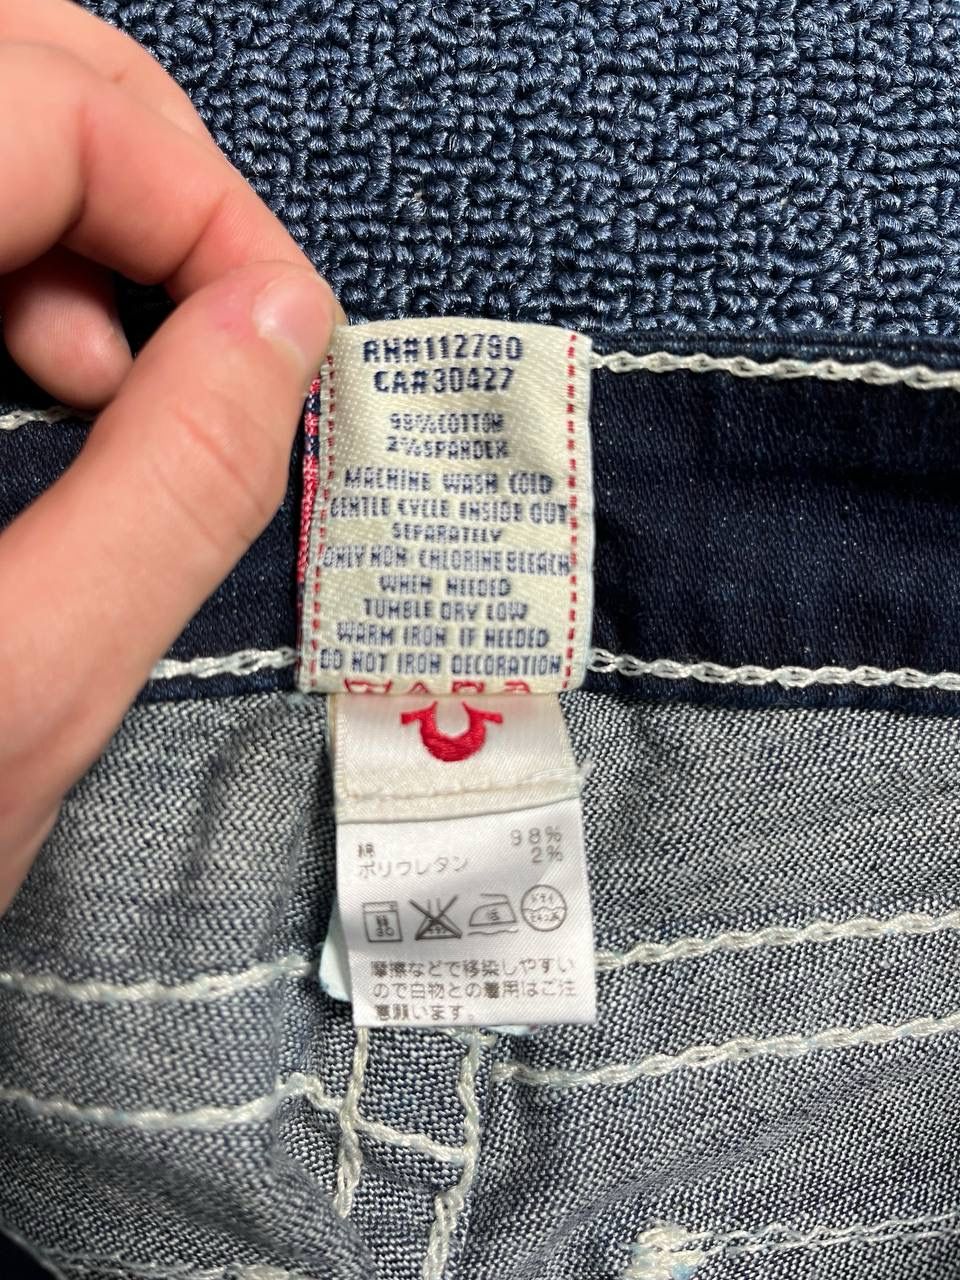 RN#112790
CA#30427
98%COTTON
2%SPANDEX
MACHINE WASH COLD
GENTLE CYCLE INSIDE OUT
SEPARATELY
ONLY NON-CHLORINE BLEACH
WHEN NEEDED
TUMBLE DRY LOW
WARM IRON IF NEEDED
DO NOT IRON DECORATION
綿 98%
ポリウレタン 2%
摩擦などで移染しやすい
ので白物との着用はご注
意願います。